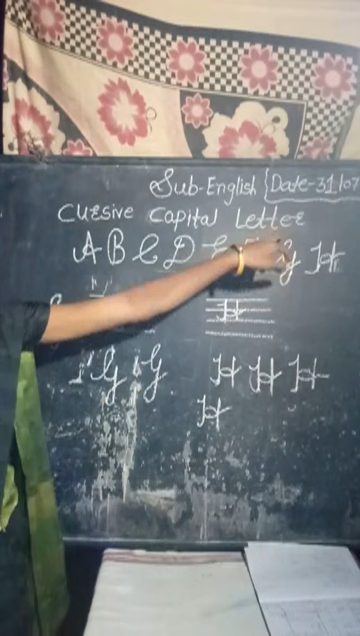 Sub-English Date-31/07
Cursive Capital Letter
A B C D E G H
H
G G H H H
H